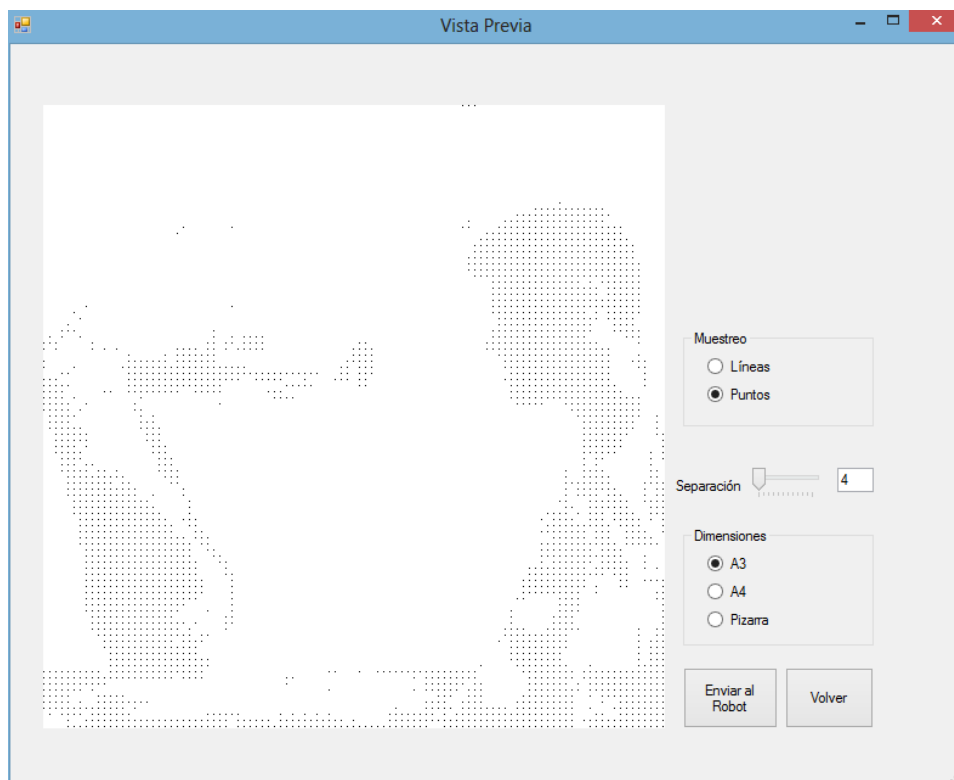 Vista Previa
Muestreo
Líneas
Puntos
Separación
4
Dimensiones
A3
A4
Pizarra
Enviar al
Robot
Volver